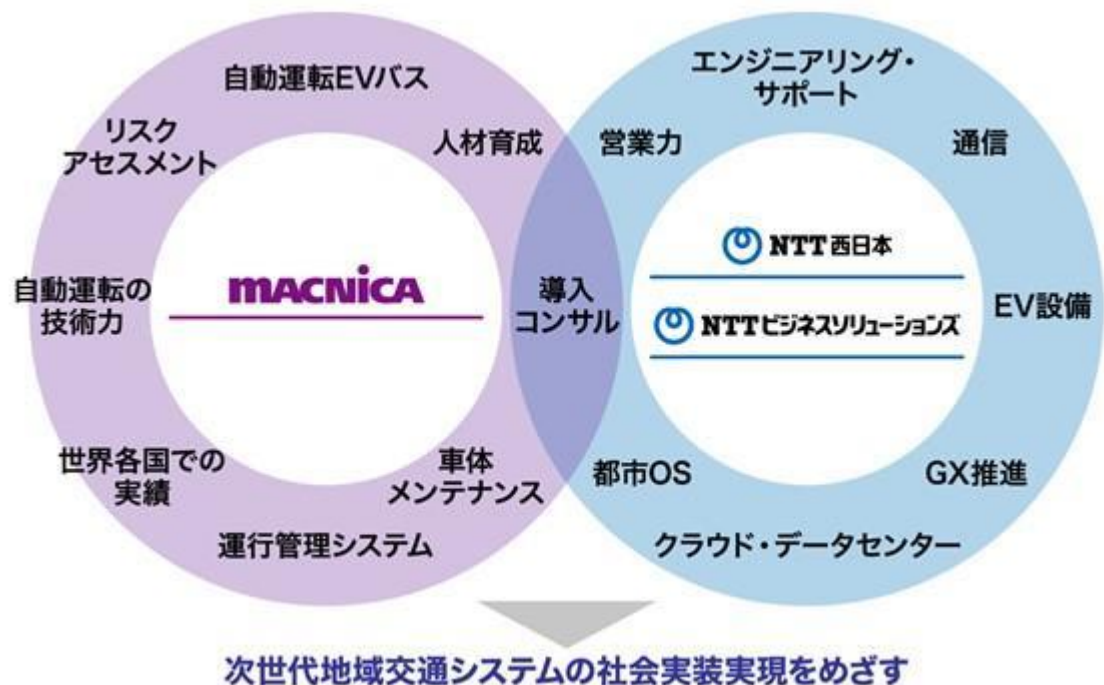 自動運転EVバス
リスク
アセスメント
人材育成
自動運転の
技術力
macnica
世界各国での
実績
車体
メンテナンス
運行管理システム
導入
コンサル
エンジニアリング・
サポート
営業力
通信
NTT西日本
NTTビジネスソリューションズ
EV設備
都市OS
GX推進
クラウド・データセンター
次世代地域交通システムの社会実装実現をめざす